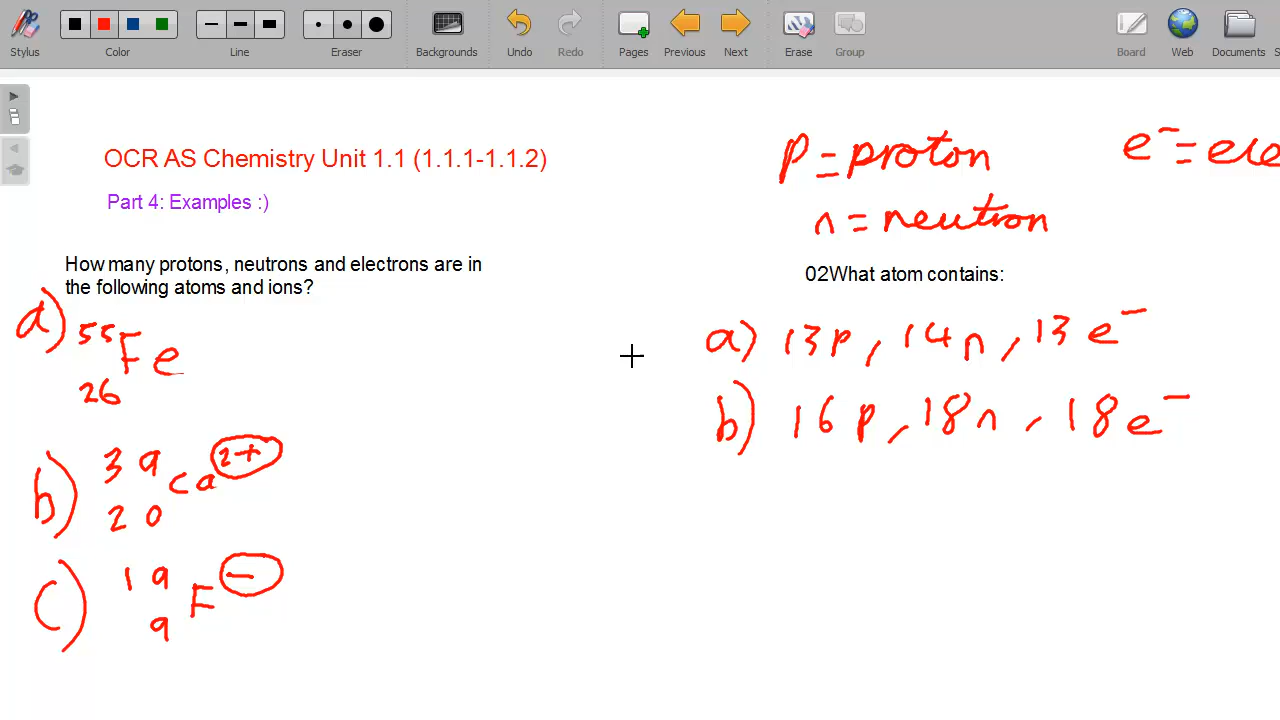 Stylus
Color
Line
Eraser
Backgrounds
Undo
Redo
Pages
Previous
Next
Erase
Group
Board
Web
Documents
S
OCR AS Chemistry Unit 1.1 (1.1.1-1.1.2)
Part 4: Examples :)
How many protons, neutrons and electrons are in
the following atoms and ions?
a) 55 Fe
26
b) 39 Ca 2+
20
c) 19 F -
9
p = proton
e- = ele
n = neutron
02What atom contains:
a) 13p, 14n, 13e-
b) 16p, 18n, 18e-